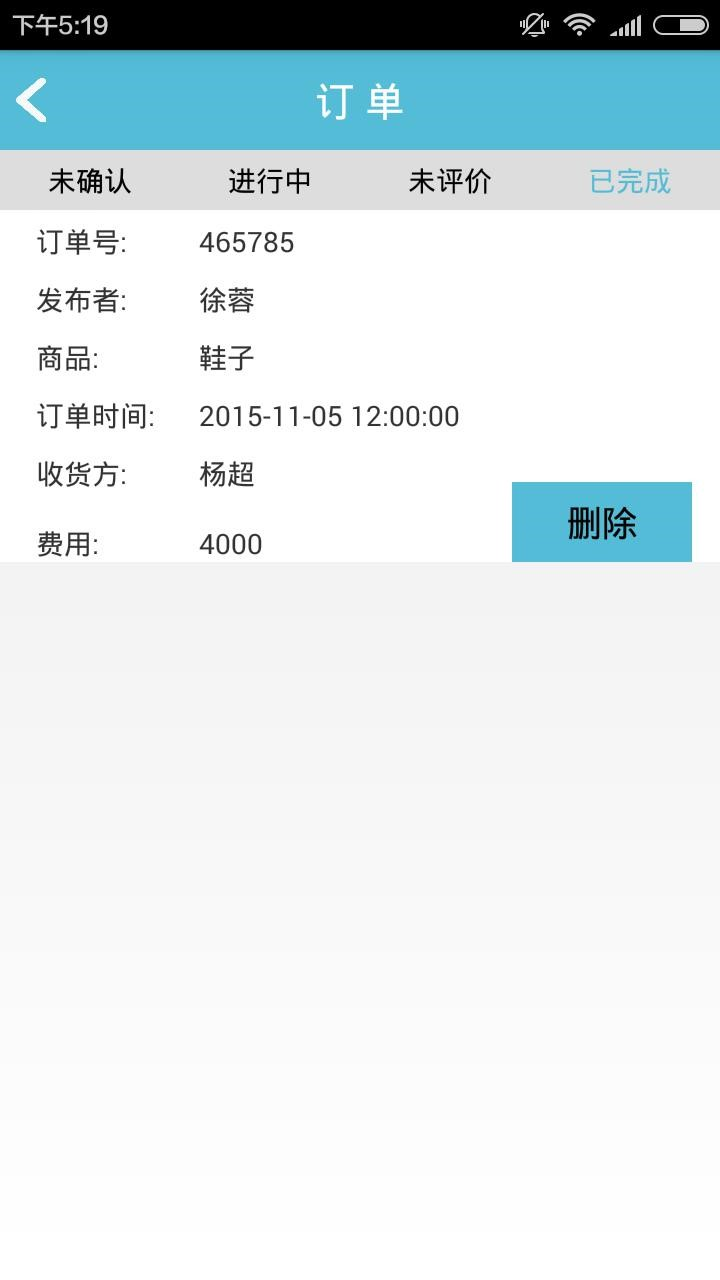 下午5:19
订单
未确认 进行中 未评价 已完成
订单号: 465785
发布者: 徐蓉
商品: 鞋子
订单时间: 2015-11-05 12:00:00
收货方: 杨超
费用: 4000
删除